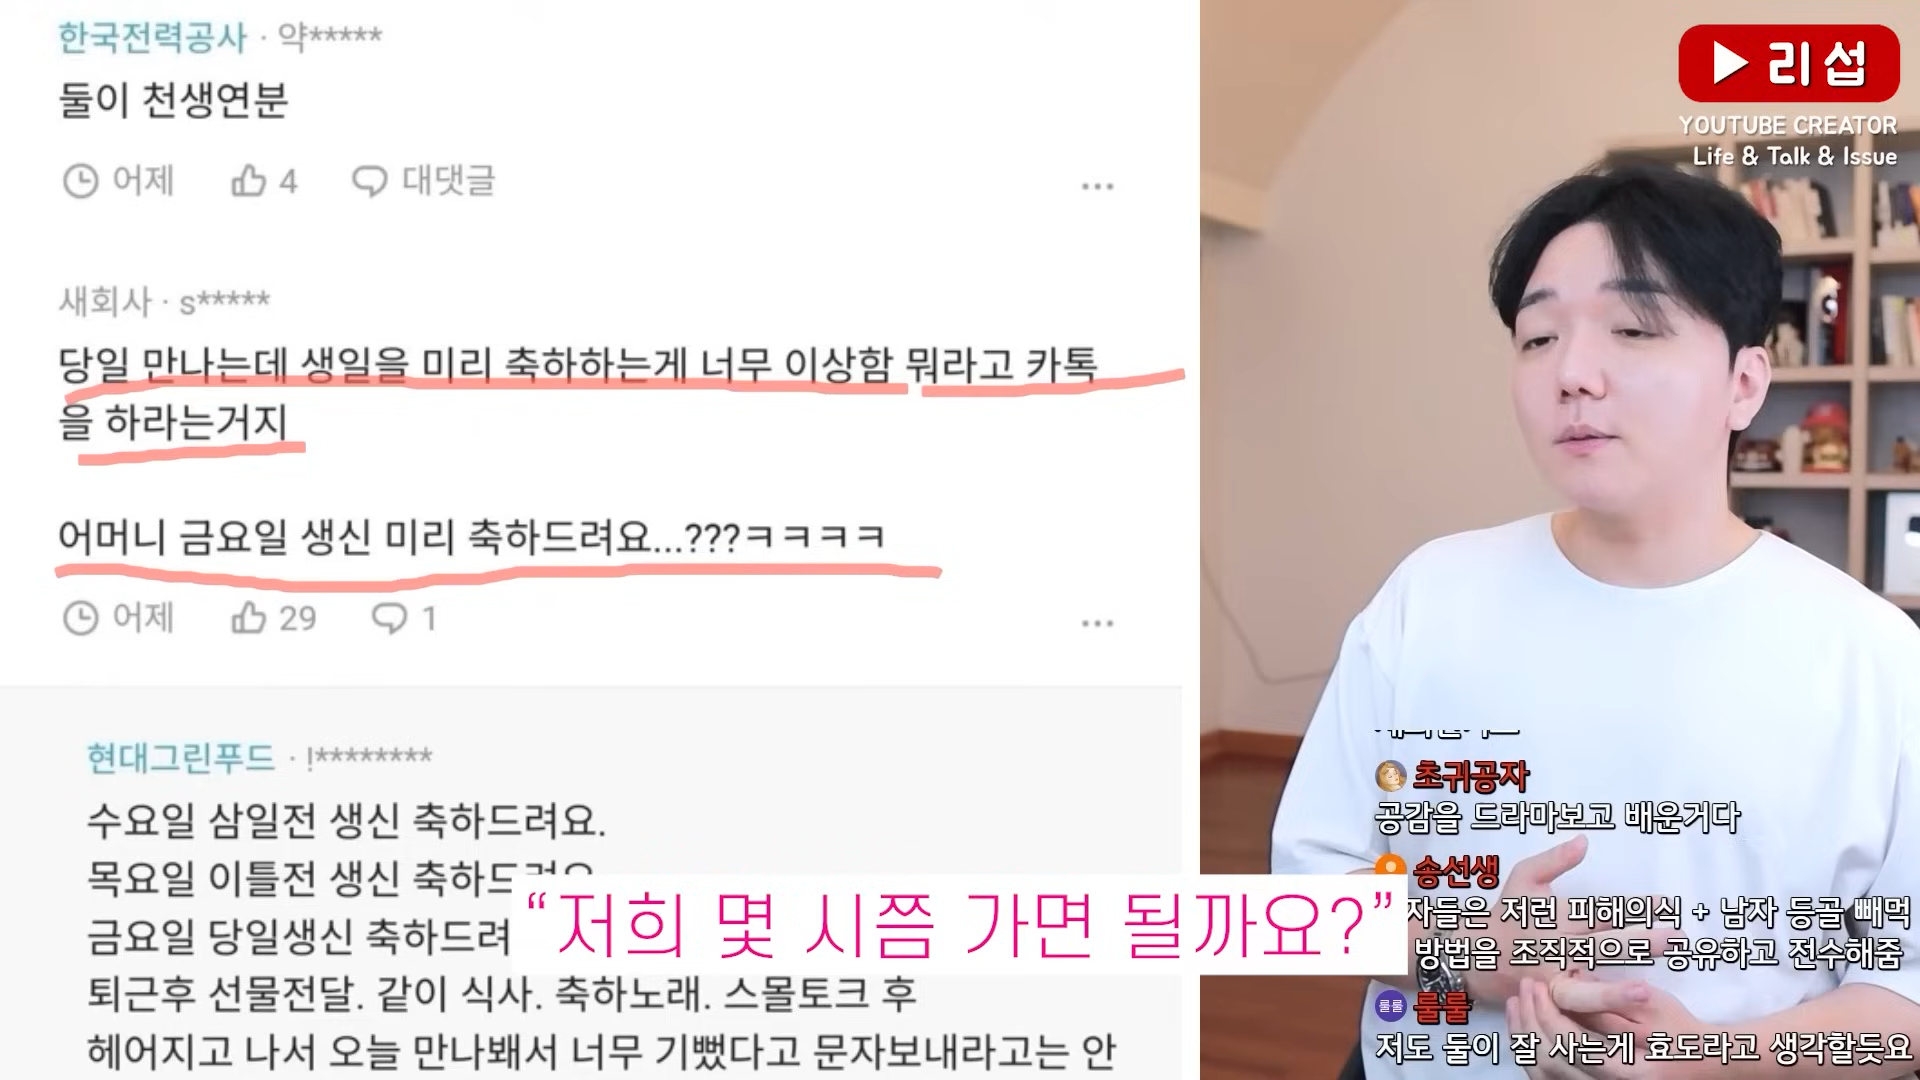 한국전력공사 · 약*****
둘이 천생연분
어제 4 대댓글
새회사 · s*****
당일 만나는데 생일을 미리 축하하는게 너무 이상함 뭐라고 카톡
을 하라는거지
어머니 금요일 생신 미리 축하드려요...???ㅋㅋㅋㅋ
어제 29 1
현대그린푸드 · !********
수요일 삼일전 생신 축하드려요.
목요일 이틀전 생신
금요일 당일생신 축하드려
퇴근후 선물전달. 같이 식사. 축하노래. 스몰토크 후
헤어지고 나서 오늘 만나봬서 너무 기뻤다고 문자보내라고는 안
“저희 몇 시쯤 가면 될까요?”
리섭
YOUTUBE CREATOR
Life & Talk & Issue
초귀공자
공감을 드라마보고 배운거다
송선생
자들은 저런 피해의식 + 남자 등골 빼먹
방법을 조직적으로 공유하고 전수해줌
룰룰 룰룰
저도 둘이 잘 사는게 효도라고 생각할듯요